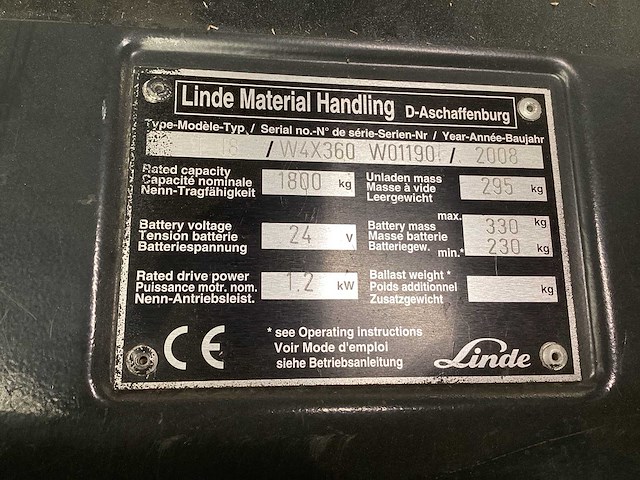 Linde Material Handling D-Aschaffenburg
Type-Modèle-Typ / Serial no.-N° de série-Serien-Nr / Year-Année-Baujahr
/ W4X360 W01190 / 2008
Rated capacity
Capacité nominale
Nenn-Tragfähigkeit
1800 kg
Unladen mass
Masse à vide
Leergewicht
295 kg
Battery voltage
Tension batterie
Batteriespannung
24 V
max.
Battery mass
Masse batterie
Batteriegew. min.*
330 kg
230 kg
Rated drive power
Puissance motr. nom.
Nenn-Antriebsleist.
1.2 kW
Ballast weight *
Poids additionnel
Zusatzgewicht
kg
CE
* see Operating instructions
Voir Mode d'emploi
siehe Betriebsanleitung
Linde